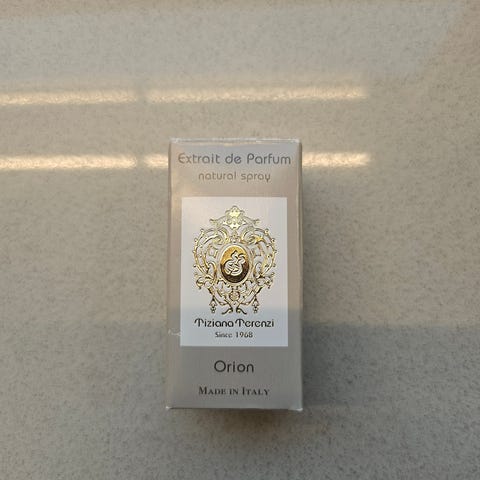 Extrait de Parfum
natural spray
Tiziana Terenzi
Since 1968
Orion
MADE IN ITALY